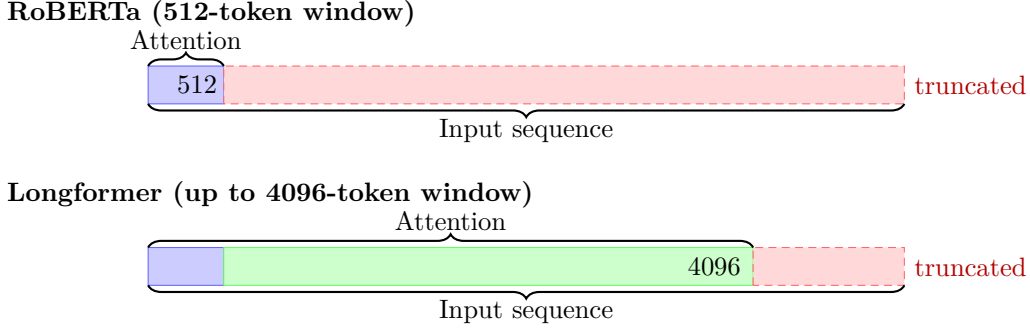 RoBERTa (512-token window)
Attention
512
truncated
Input sequence
Longformer (up to 4096-token window)
Attention
4096
truncated
Input sequence